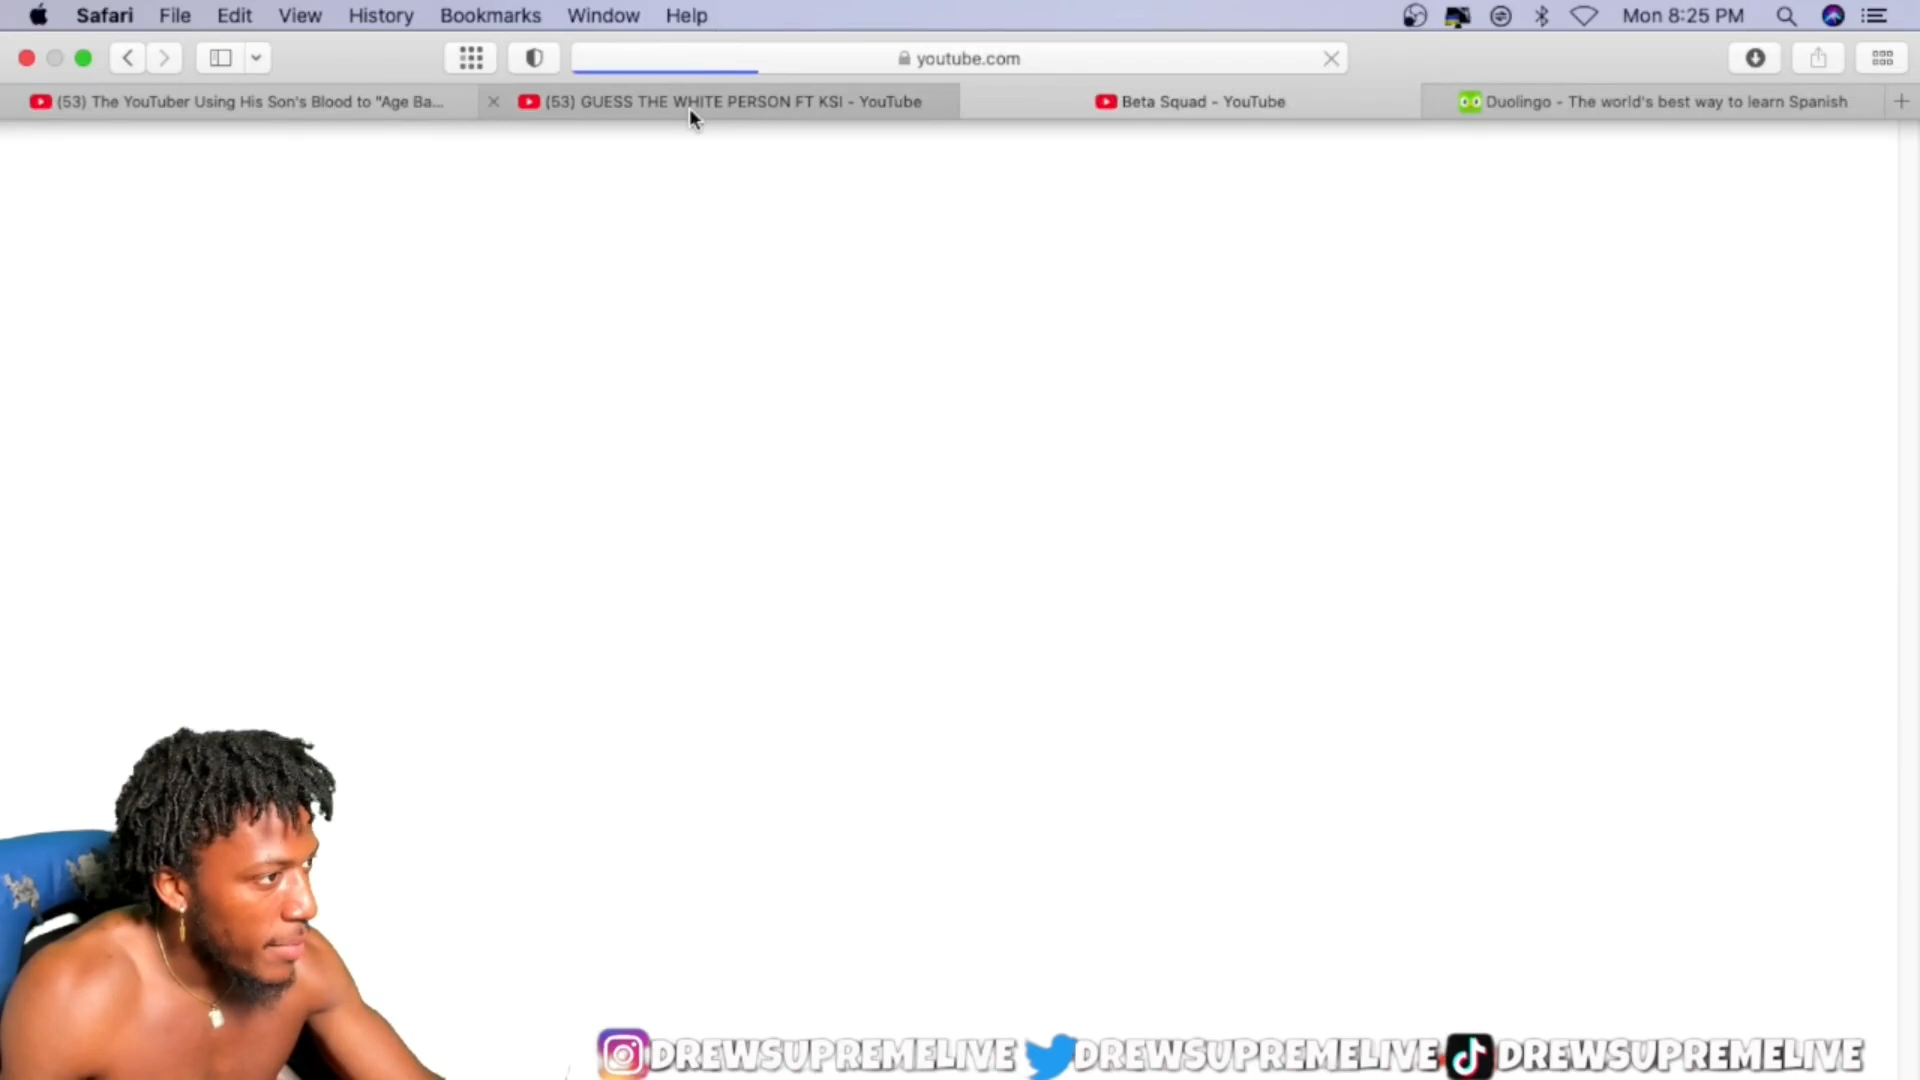 Safari File Edit View History Bookmarks Window Help Mon 8:25 PM
youtube.com
(53) The YouTuber Using His Son's Blood to "Age Ba... (53) GUESS THE WHITE PERSON FT KSI - YouTube Beta Squad - YouTube Duolingo - The world's best way to learn Spanish
DREWSUPREMELIVE DREWSUPREMELIVE DREWSUPREMELIVE